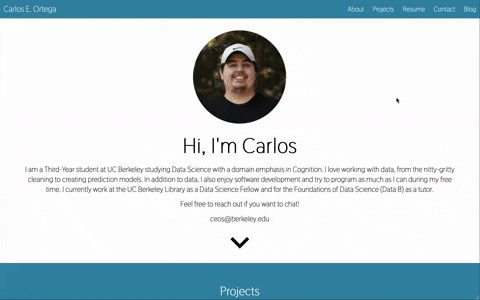 Carlos E. Ortega
About Projects Resume Contact Blog
Hi, I'm Carlos
I am a Third-Year student at UC Berkeley studying Data Science with a domain emphasis in Cognition. I love working with data, from the nitty-gritty
cleaning to creating prediction models. In addition to data, I also enjoy software development and try to program as much as I can during my free
time. I currently work at the UC Berkeley Library as a Data Science Fellow and for the Foundations of Data Science (Data 8) as a tutor.
Feel free to reach out if you want to chat!
ceos@berkeley.edu
Projects